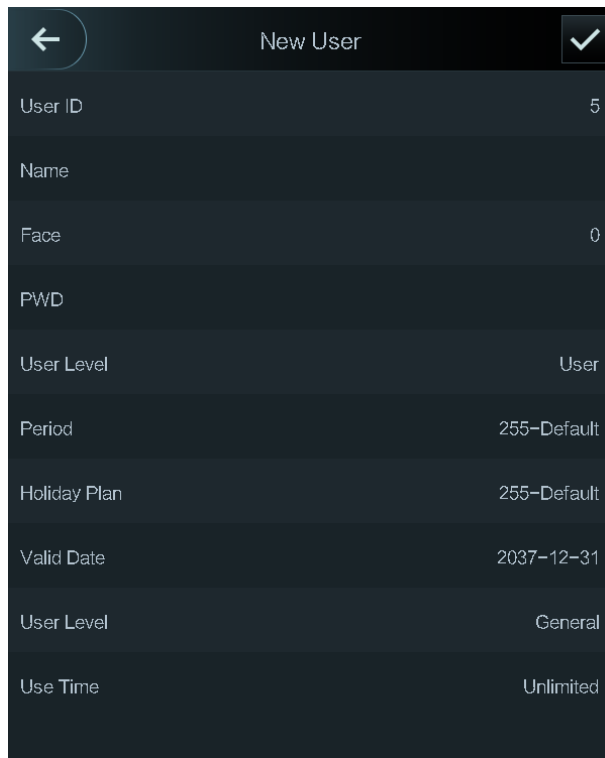 New User
User ID 5
Name
Face 0
PWD
User Level User
Period 255-Default
Holiday Plan 255-Default
Valid Date 2037-12-31
User Level General
Use Time Unlimited